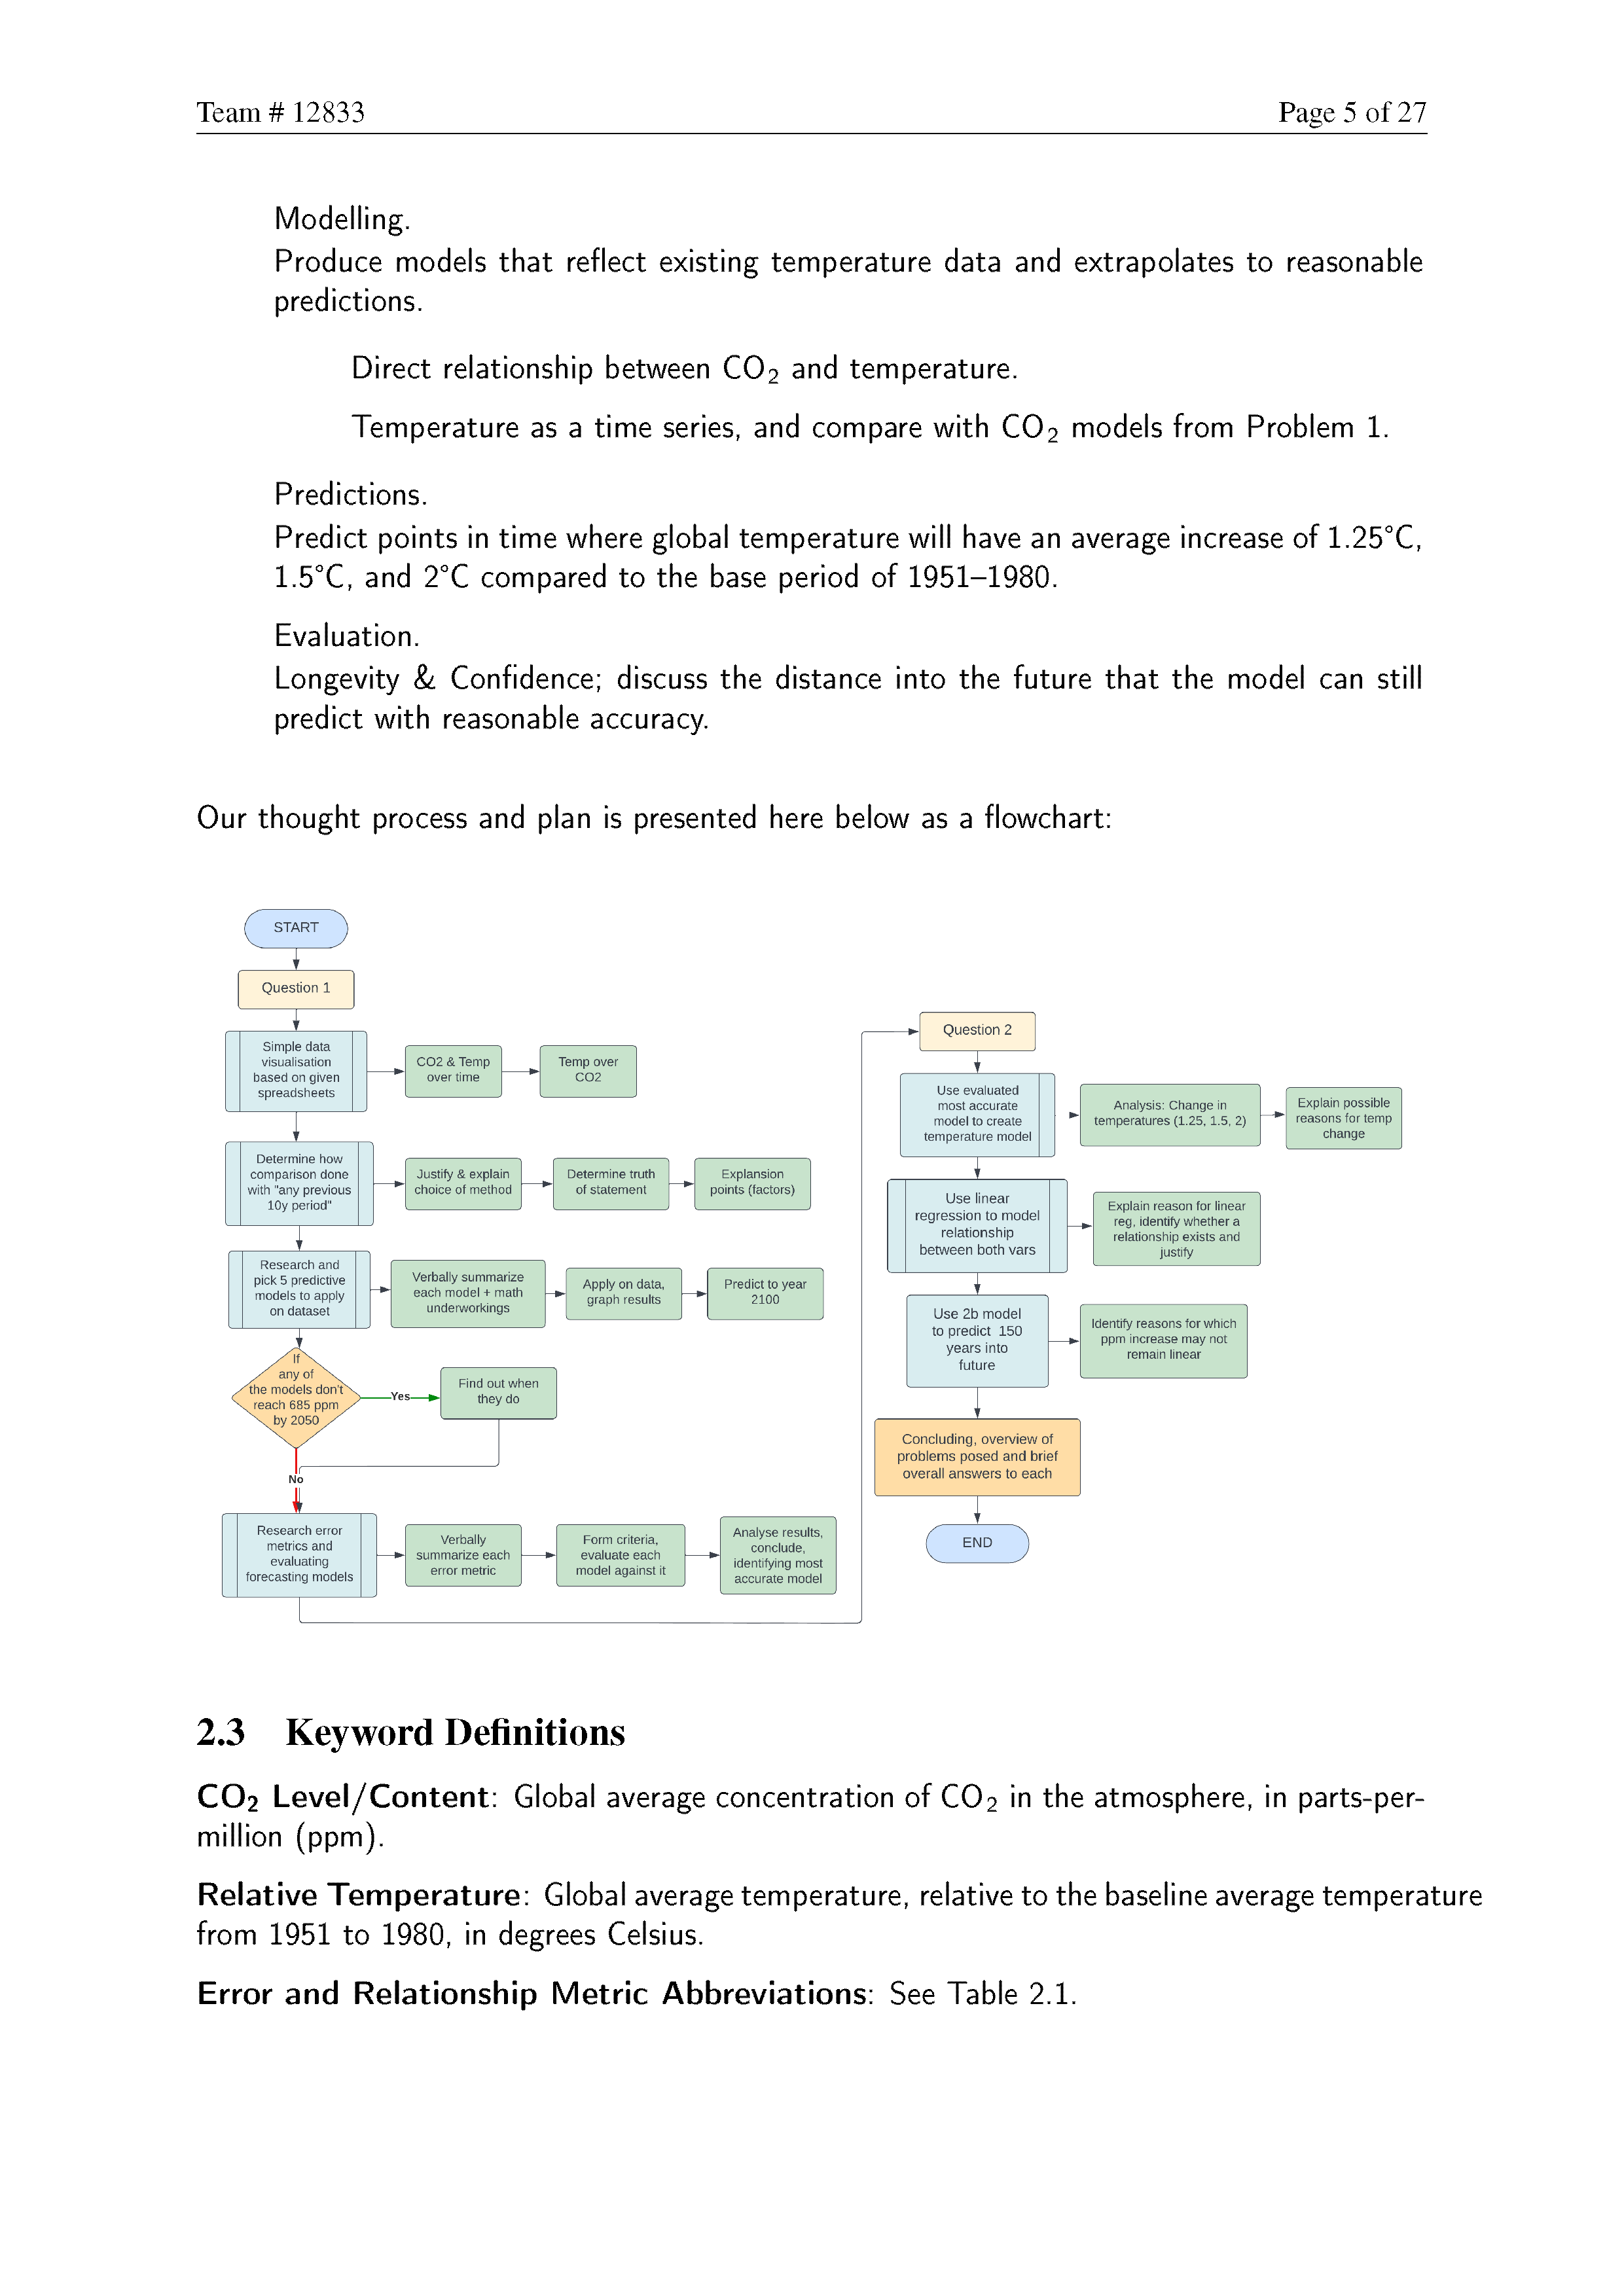 Team # 12833
Page 5 of 27
Modelling.
Produce models that reflect existing temperature data and extrapolates to reasonable
predictions.
Direct relationship between CO₂ and temperature.
Temperature as a time series, and compare with CO₂ models from Problem 1.
Predictions.
Predict points in time where global temperature will have an average increase of 1.25°C,
1.5°C, and 2°C compared to the base period of 1951–1980.
Evaluation.
Longevity & Confidence; discuss the distance into the future that the model can still
predict with reasonable accuracy.
Our thought process and plan is presented here below as a flowchart:
START
Question 1
Simple data
visualisation
based on given
spreadsheets
CO2 & Temp
over time
Temp over
CO2
Determine how
comparison done
with "any previous
10y period"
Justify & explain
choice of method
Determine truth
of statement
Explansion
points (factors)
Research and
pick 5 predictive
models to apply
on dataset
Verbally summarize
each model + math
underworkings
Apply on data,
graph results
Predict to year
2100
If
any of
the models don't
reach 685 ppm
by 2050
Yes
Find out when
they do
No
Research error
metrics and
evaluating
forecasting models
Verbally
summarize each
error metric
Form criteria,
evaluate each
model against it
Analyse results,
conclude,
identifying most
accurate model
Question 2
Use evaluated
most accurate
model to create
temperature model
Analysis: Change in
temperatures (1.25, 1.5, 2)
Explain possible
reasons for temp
change
Use linear
regression to model
relationship
between both vars
Explain reason for linear
reg, identify whether a
relationship exists and
justify
Use 2b model
to predict 150
years into
future
Identify reasons for which
ppm increase may not
remain linear
Concluding, overview of
problems posed and brief
overall answers to each
END
2.3 Keyword Definitions
CO₂ Level/Content: Global average concentration of CO₂ in the atmosphere, in parts-per-
million (ppm).
Relative Temperature: Global average temperature, relative to the baseline average temperature
from 1951 to 1980, in degrees Celsius.
Error and Relationship Metric Abbreviations: See Table 2.1.